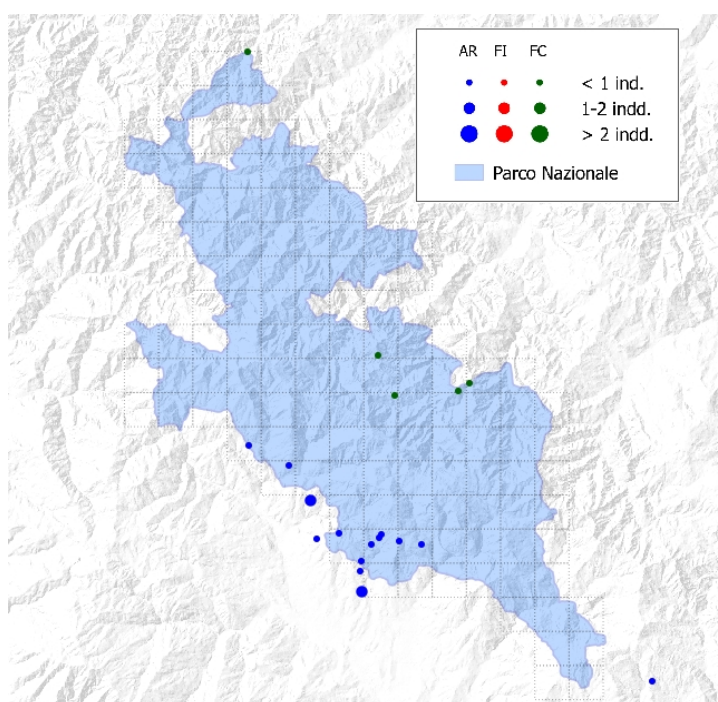 AR FI FC
< 1 ind.
1-2 indd.
> 2 indd.
Parco Nazionale